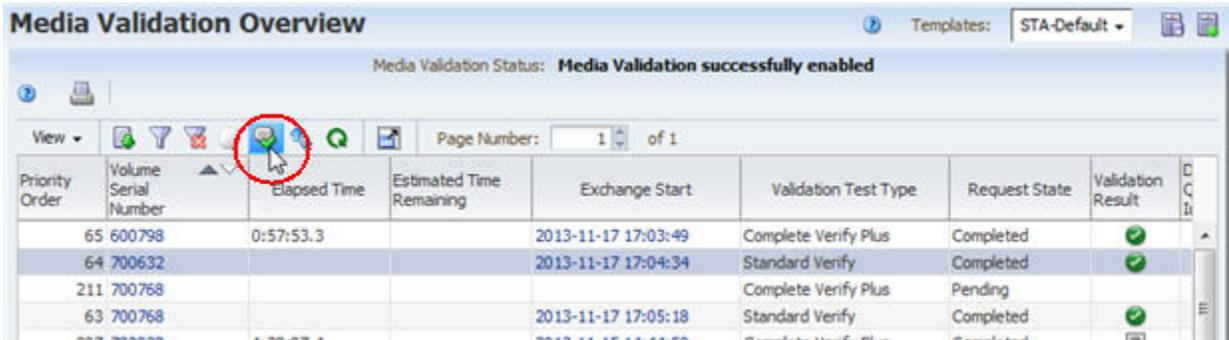 Media Validation Overview
Templates: STA-Default
Media Validation Status: Media Validation successfully enabled
View Page Number: 1 of 1
Priority Order Volume Serial Number Elapsed Time Estimated Time Remaining Exchange Start Validation Test Type Request State Validation Result
65 600798 0:57:53.3 2013-11-17 17:03:49 Complete Verify Plus Completed
64 700632 2013-11-17 17:04:34 Standard Verify Completed
211 700768 Complete Verify Plus Pending
63 700768 2013-11-17 17:05:18 Standard Verify Completed